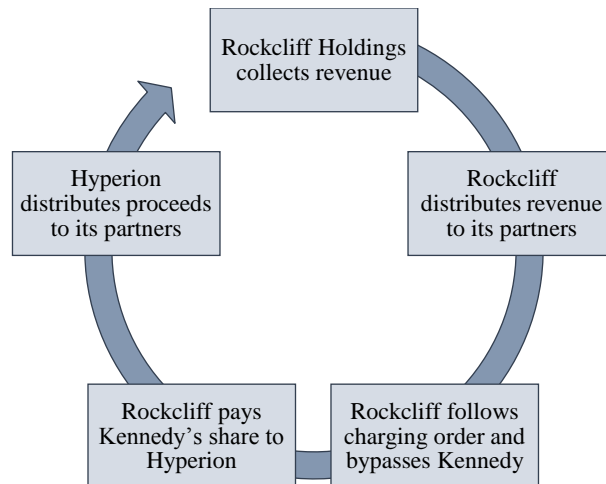 Rockcliff Holdings
collects revenue
Rockcliff
distributes revenue
to its partners
Rockcliff follows
charging order and
bypasses Kennedy
Rockcliff pays
Kennedy’s share to
Hyperion
Hyperion
distributes proceeds
to its partners